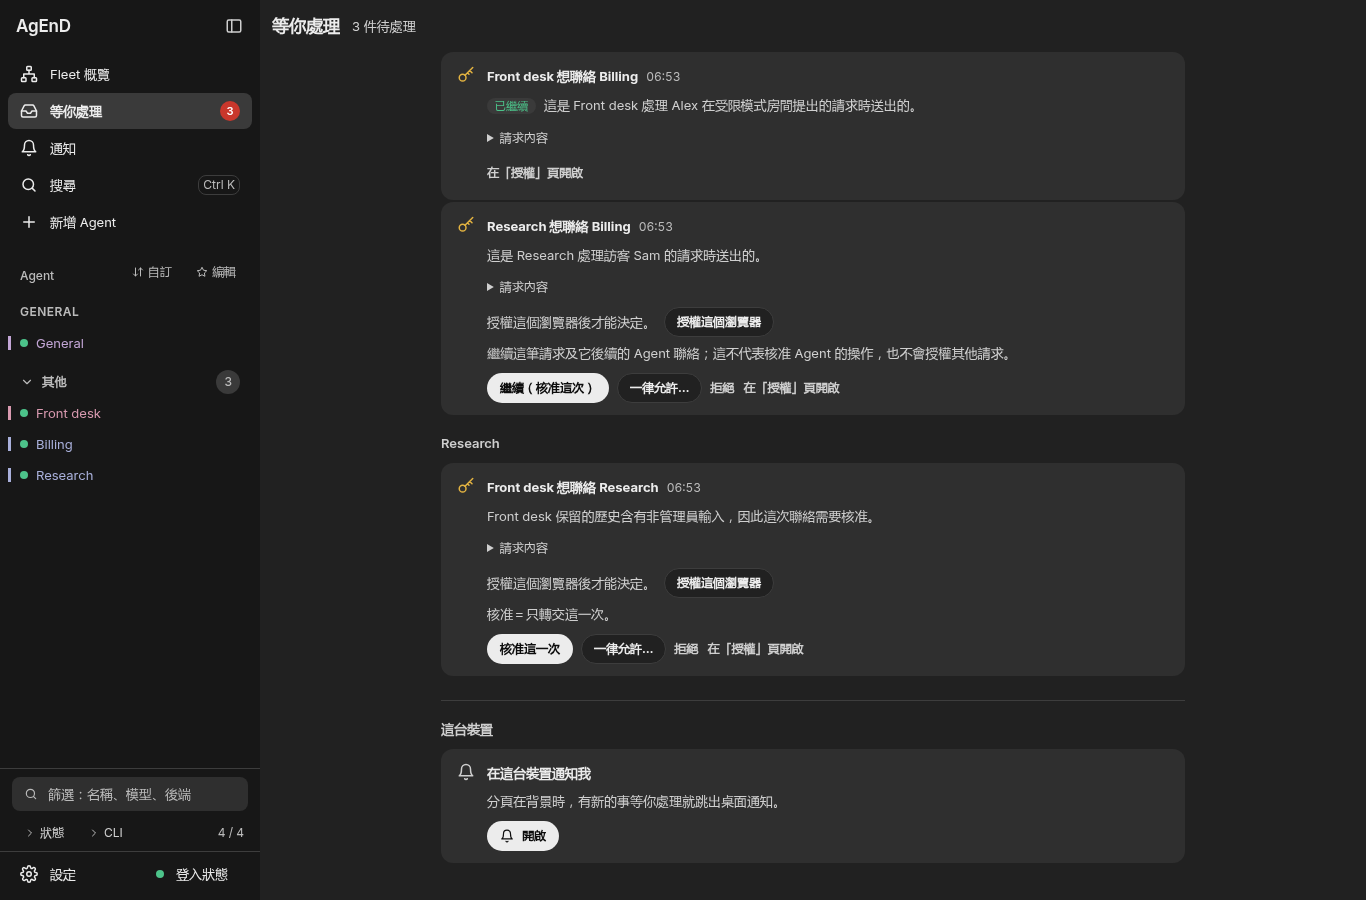 AgEnD
Fleet 概覽
等你處理 3
通知
搜尋 Ctrl K
新增 Agent
Agent 自訂 編輯
GENERAL
General
其他 3
Front desk
Billing
Research
篩選：名稱、模型、後端
狀態 CLI 4 / 4
設定 登入狀態
等你處理 3 件待處理
Front desk 想聯絡 Billing 06:53
已繼續 這是 Front desk 處理 Alex 在受限模式房間提出的請求時送出的。
請求內容
在「授權」頁開啟
Research 想聯絡 Billing 06:53
這是 Research 處理訪客 Sam 的請求時送出的。
請求內容
授權這個瀏覽器後才能決定。 授權這個瀏覽器
繼續這筆請求及它後續的 Agent 聯絡；這不代表核准 Agent 的操作，也不會授權其他請求。
繼續（核准這次） 一律允許... 拒絕 在「授權」頁開啟
Research
Front desk 想聯絡 Research 06:53
Front desk 保留的歷史含有非管理員輸入，因此這次聯絡需要核准。
請求內容
授權這個瀏覽器後才能決定。 授權這個瀏覽器
核准＝只轉交這一次。
核准這一次 一律允許... 拒絕 在「授權」頁開啟
這台裝置
在這台裝置通知我
分頁在背景時，有新的事等你處理就跳出桌面通知。
開啟